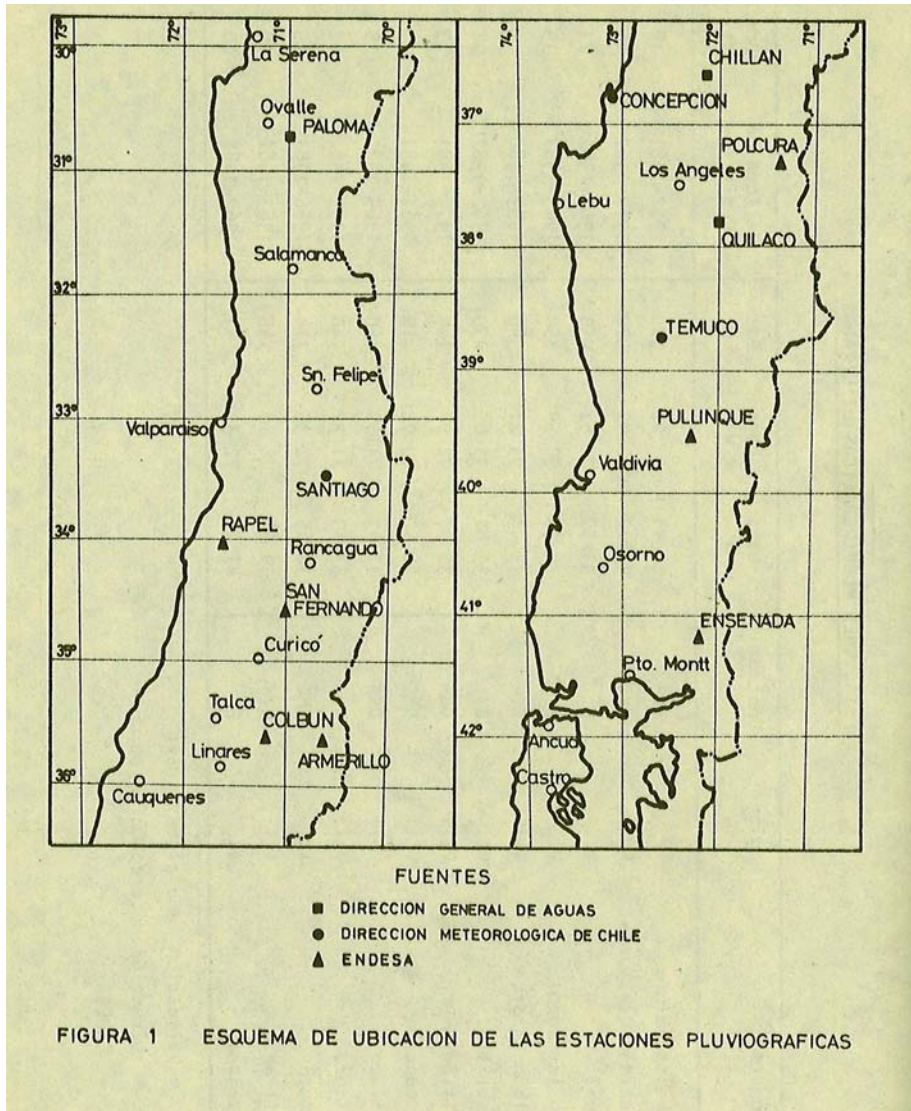 73°
72°
71°
70°
30°
La Serena
Ovalle
PALOMA
31°
Salamanca
32°
Sn. Felipe
33°
Valparaiso
SANTIAGO
34°
RAPEL
Rancagua
SAN
FERNANDO
35°
Curicó
Talca
COLBUN
Linares
ARMERILLO
36°
Cauquenes
74°
73°
72°
71°
CHILLAN
CONCEPCION
37°
POLCURA
Los Angeles
Lebu
QUILACO
38°
TEMUCO
39°
PULLINQUE
Valdivia
40°
Osorno
41°
ENSENADA
Pto. Montt
42°
Ancud
Castro
FUENTES
DIRECCION GENERAL DE AGUAS
DIRECCION METEOROLOGICA DE CHILE
ENDESA
FIGURA 1 ESQUEMA DE UBICACION DE LAS ESTACIONES PLUVIOGRAFICAS